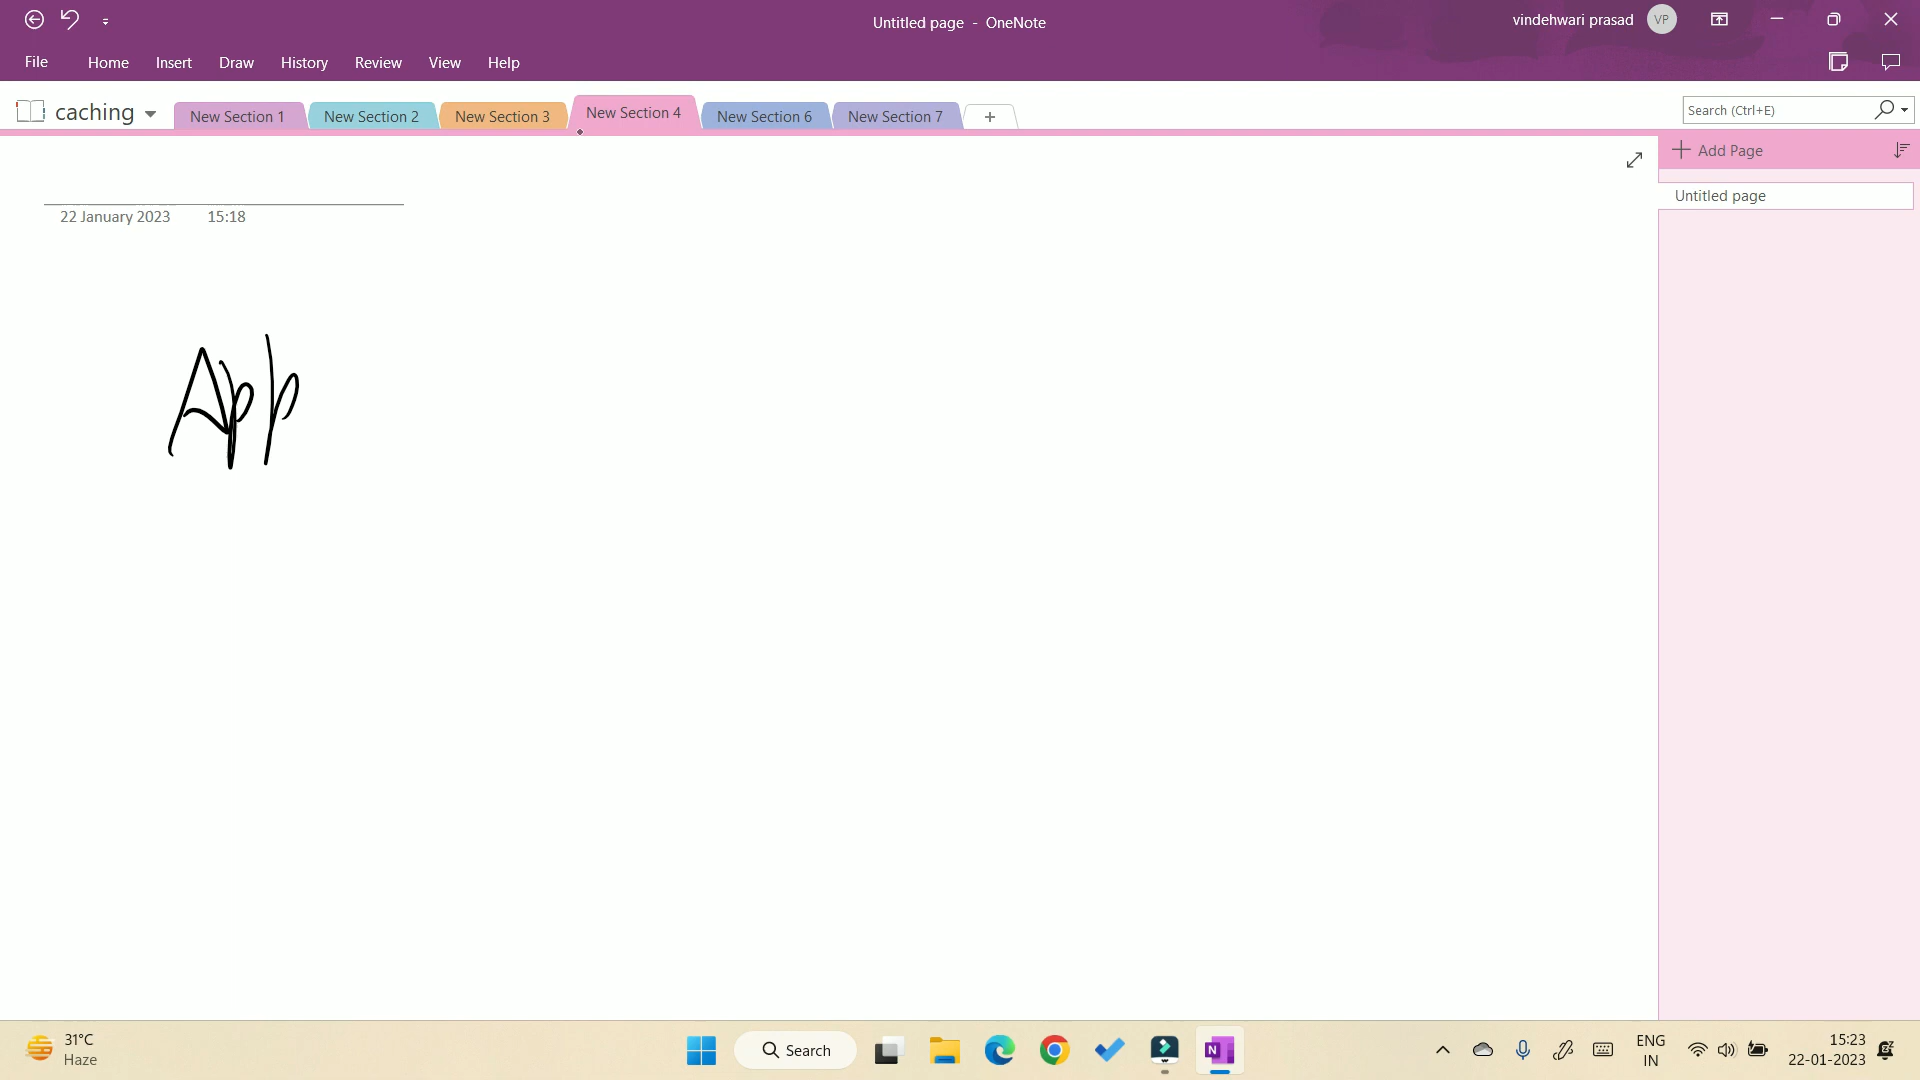 Untitled page - OneNote
vindehwari prasad VP
File Home Insert Draw History Review View Help
caching New Section 1 New Section 2 New Section 3 New Section 4 New Section 6 New Section 7 +
Search (Ctrl+E)
Add Page
Untitled page
22 January 2023 15:18
App
31°C
Haze
Search
N
ENG
IN
15:23
22-01-2023